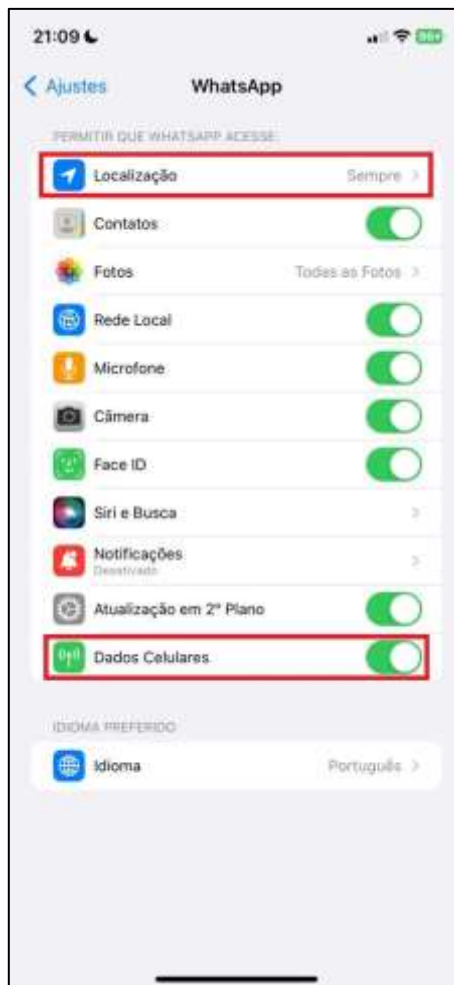 21:09
Ajustes
WhatsApp
PERMITIR QUE WHATSAPP ACESSE:
Localização Sempre
Contatos
Fotos Todas as Fotos
Rede Local
Microfone
Câmera
Face ID
Siri e Busca
Notificações
Desativado
Atualização em 2º Plano
Dados Celulares
IDIOMA PREFERIDO
Idioma Português